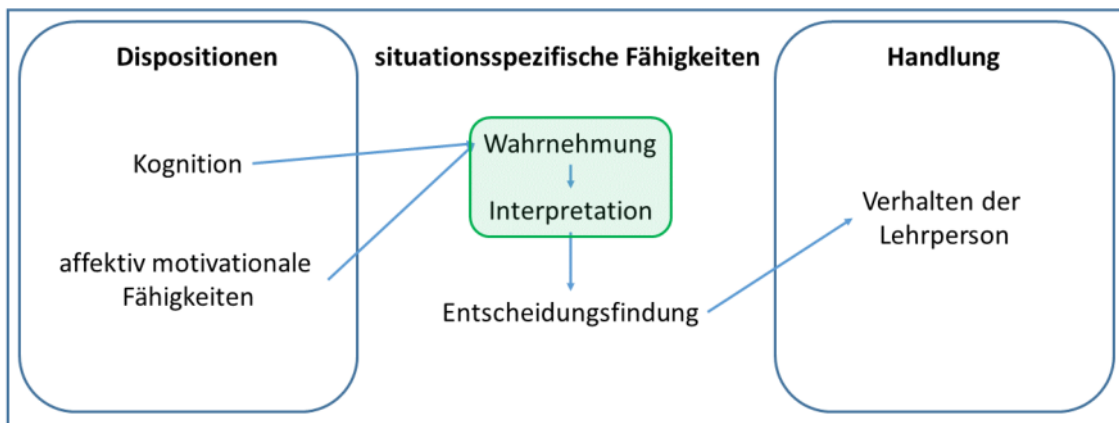 Dispositionen
situationsspezifische Fähigkeiten
Handlung
Kognition
affektiv motivationale
Fähigkeiten
Wahrnehmung
Interpretation
Entscheidungsfindung
Verhalten der
Lehrperson